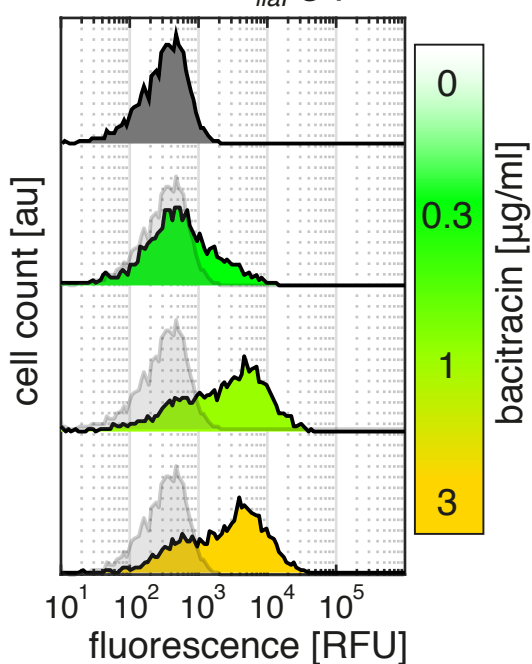 cell count [au]
0
0.3
1
3
bacitracin [µg/ml]
10¹ 10² 10³ 10⁴ 10⁵
fluorescence [RFU]